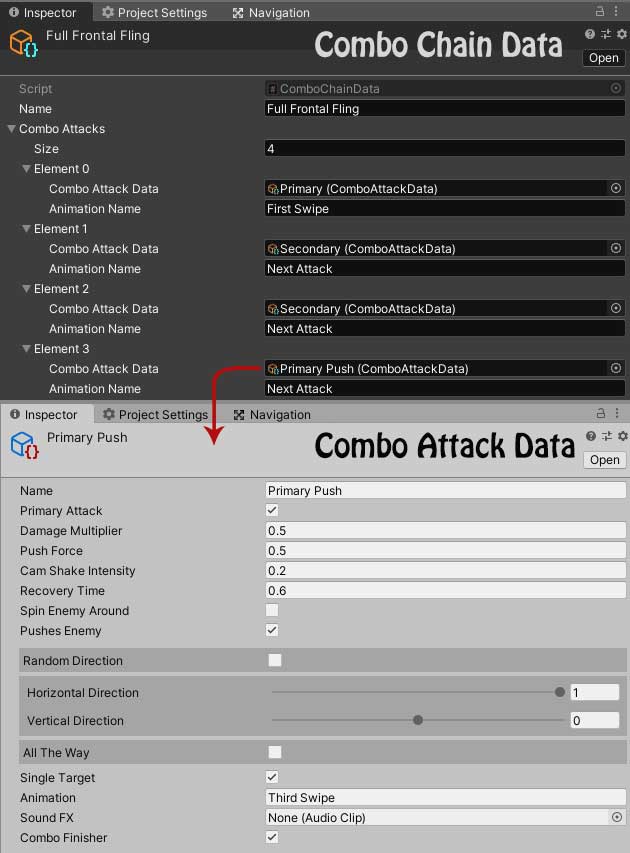 Inspector Project Settings Navigation
Full Frontal Fling Combo Chain Data
Open
Script ComboChainData
Name Full Frontal Fling
Combo Attacks
Size 4
Element 0
Combo Attack Data Primary (ComboAttackData)
Animation Name First Swipe
Element 1
Combo Attack Data Secondary (ComboAttackData)
Animation Name Next Attack
Element 2
Combo Attack Data Secondary (ComboAttackData)
Animation Name Next Attack
Element 3
Combo Attack Data Primary Push (ComboAttackData)
Animation Name Next Attack
Inspector Project Settings Navigation
Primary Push Combo Attack Data
Open
Name Primary Push
Primary Attack
Damage Multiplier 0.5
Push Force 0.5
Cam Shake Intensity 0.2
Recovery Time 0.6
Spin Enemy Around
Pushes Enemy
Random Direction
Horizontal Direction 1
Vertical Direction 0
All The Way
Single Target
Animation Third Swipe
Sound FX None (Audio Clip)
Combo Finisher